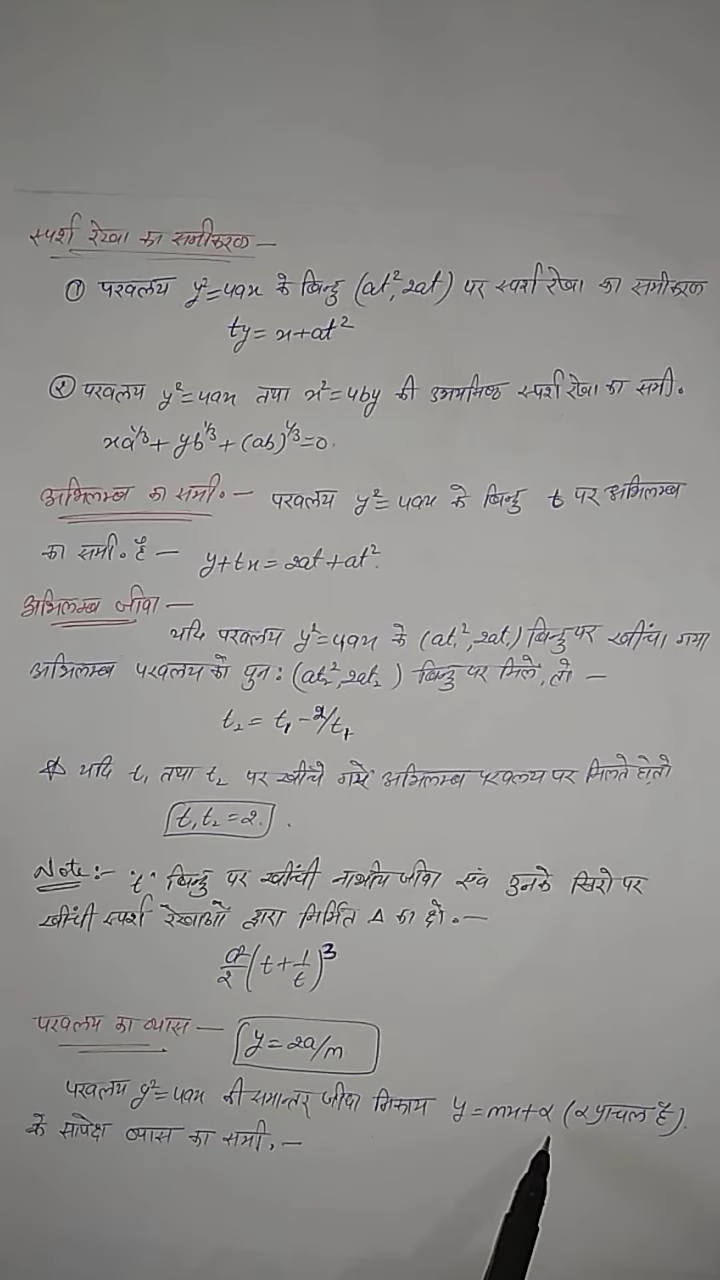 स्पर्श रेखा का समीकरण —
① परवलय y²=4ax के बिन्दु (at², 2at) पर स्पर्श रेखा का समीकरण
ty = x+at²
② परवलय y²=4ax तथा x²=4by की उभयनिष्ठ स्पर्श रेखा का समी.
xa^1/3 + yb^1/3 + (ab)^2/3 = 0.
अभिलम्ब का समी. — परवलय y²=4ax के बिन्दु t पर अभिलम्ब
का समी. है — y+tx = 2at + at².
अभिलम्ब जीवा —
यदि परवलय y²=4ax के (at₁², 2at₁) बिन्दु पर खींचा गया
अभिलम्ब परवलय को पुन: (at₂², 2at₂) बिन्दु पर मिले, तो —
t₂ = t₁ - 2/t₁
यदि t₁ तथा t₂ पर खींचे गये अभिलम्ब परवलय पर मिलते हो तो
t₁t₂ = 2.
Note:- 't' बिन्दु पर खींची नाभीय जीवा एवं उनके सिरो पर
खींची स्पर्श रेखाओं द्वारा निर्मित Δ का क्षे. —
a²/2 (t + 1/t)³
परवलय का व्यास — y = 2a/m
परवलय y²=4ax की समान्तर जीवा निकाय y = mx+α (α प्राचल है).
के सापेक्ष व्यास का समी. —